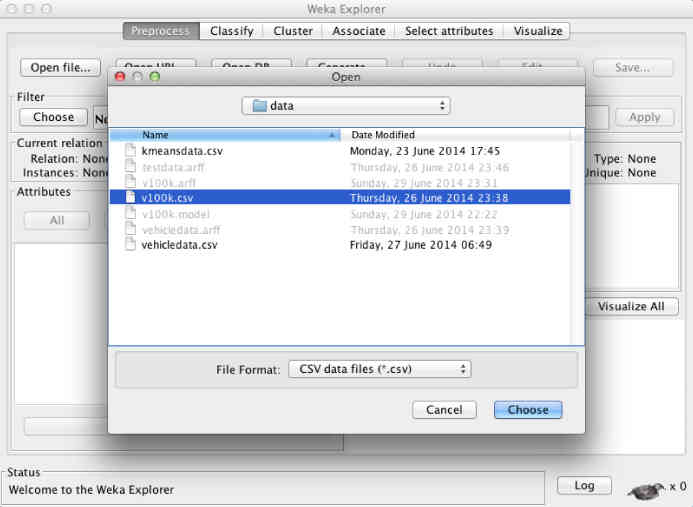 Weka Explorer
Preprocess Classify Cluster Associate Select attributes Visualize
Open file... Open URL... Open DB... Generate... Undo Edit... Save...
Open
Filter
Choose
Apply
data
Name Date Modified
Current relation
Relation: None
Instances: None
Type: None
Unique: None
kmeansdata.csv Monday, 23 June 2014 17:45
testdata.arff Thursday, 26 June 2014 23:46
v100k.arff Sunday, 29 June 2014 23:31
v100k.csv Thursday, 26 June 2014 23:38
v100k.model Sunday, 29 June 2014 22:22
vehicledata.arff Thursday, 26 June 2014 23:39
vehicledata.csv Friday, 27 June 2014 06:49
Attributes
All
Visualize All
File Format: CSV data files (*.csv)
Cancel Choose
Status
Welcome to the Weka Explorer
Log
x 0